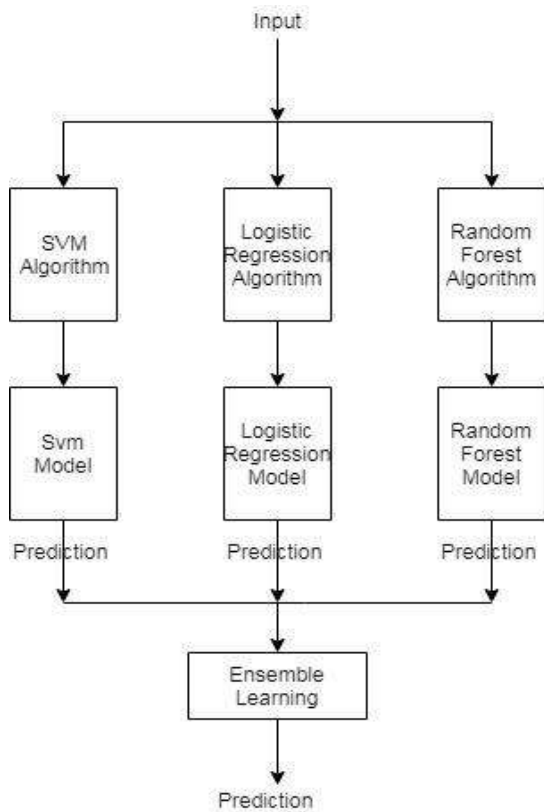 Input
SVM
Algorithm
Logistic
Regression
Algorithm
Random
Forest
Algorithm
Svm
Model
Logistic
Regression
Model
Random
Forest
Model
Prediction
Prediction
Prediction
Ensemble
Learning
Prediction